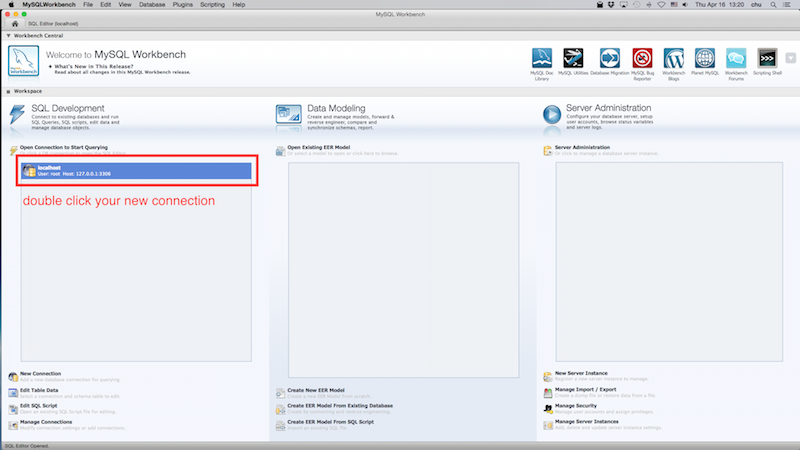 MySQLWorkbench File Edit View Database Plugins Scripting Help Thu Apr 16 13:20 chu
MySQL Workbench
SQL Editor (localhost)
Workbench Central
Welcome to MySQL Workbench
What's New in This Release?
Read about all changes in this MySQL Workbench release.
MySQL Doc Library
MySQL Utilities
Database Migration
MySQL Bug Reporter
Workbench Blogs
Planet MySQL
Workbench Forums
Scripting Shell
Workspace
SQL Development
Connect to existing databases and run
SQL Queries, SQL scripts, edit data and
manage database objects.
Open Connection to Start Querying
localhost
User: root Host: 127.0.0.1:3306
double click your new connection
New Connection
Add a new database connection for querying.
Edit Table Data
Select a connection and schema table to edit.
Edit SQL Script
Open an existing SQL Script file for editing.
Manage Connections
Modify connection settings or add connections.
Data Modeling
Create and manage models, forward &
reverse engineer, compare and
synchronize schemas, report.
Open Existing EER Model
Or select a model to open or click here to browse.
Create New EER Model
Create a new EER Model from scratch.
Create EER Model From Existing Database
Create by connecting and reverse engineering.
Create EER Model From SQL Script
Import an existing SQL file.
Server Administration
Configure your database server, setup
user accounts, browse status variables
and server logs.
Server Administration
Or click to manage a database server instance.
New Server Instance
Register a new server instance to manage.
Manage Import / Export
Create a dump file or restore data from a file.
Manage Security
Manage user accounts and assign privileges.
Manage Server Instances
Add, delete and update server instance settings.
SQL Editor Opened.